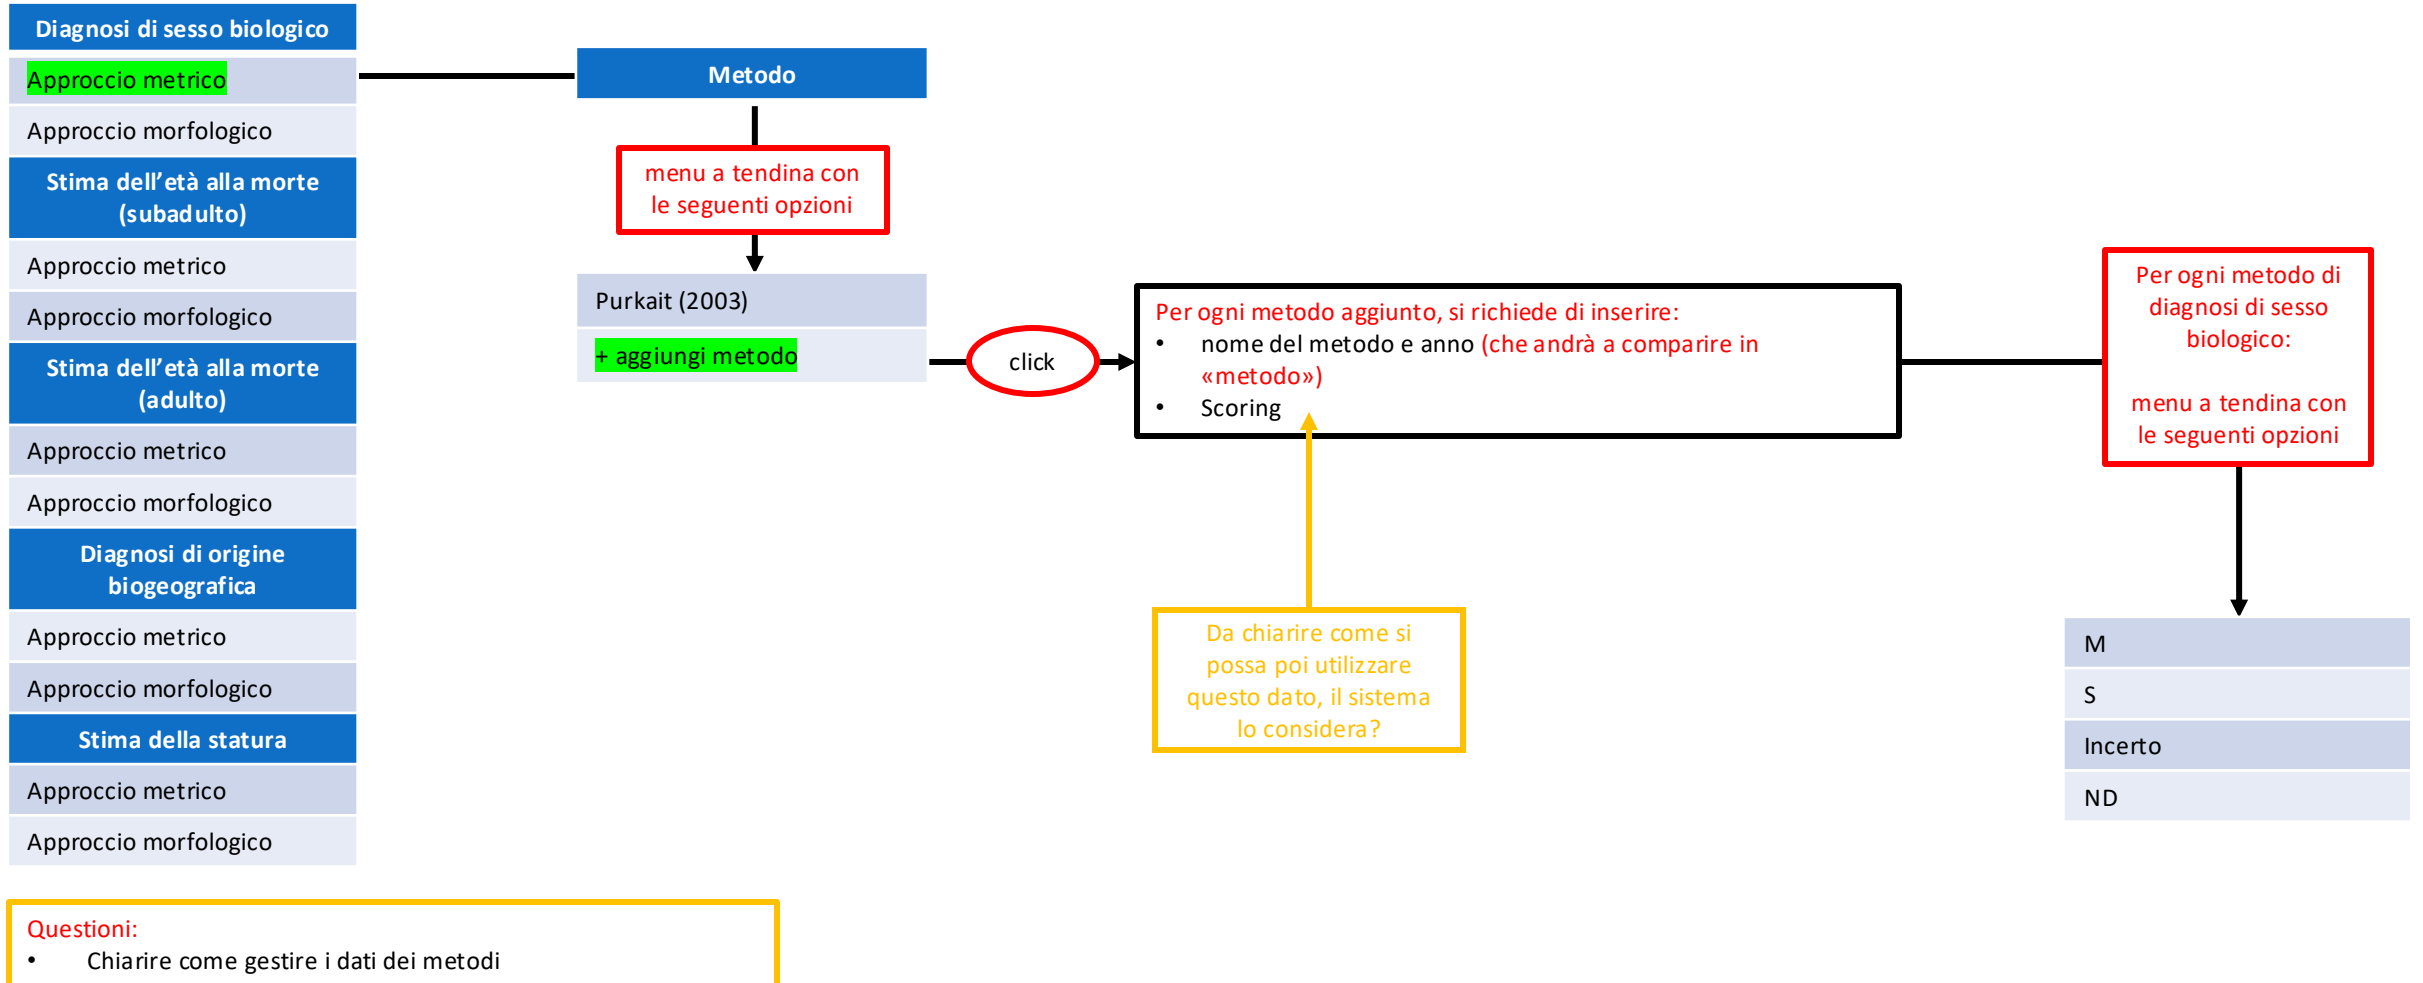 Diagnosi di sesso biologico
Approccio metrico
Approccio morfologico
Stima dell'età alla morte
(subadulto)
Approccio metrico
Approccio morfologico
Stima dell'età alla morte
(adulto)
Approccio metrico
Approccio morfologico
Diagnosi di origine
biogeografica
Approccio metrico
Approccio morfologico
Stima della statura
Approccio metrico
Approccio morfologico
Metodo
menu a tendina con
le seguenti opzioni
Purkait (2003)
+ aggiungi metodo
click
Per ogni metodo aggiunto, si richiede di inserire:
• nome del metodo e anno (che andrà a comparire in
«metodo»)
• Scoring
Da chiarire come si
possa poi utilizzare
questo dato, il sistema
lo considera?
Per ogni metodo di
diagnosi di sesso
biologico:
menu a tendina con
le seguenti opzioni
M
S
Incerto
ND
Questioni:
• Chiarire come gestire i dati dei metodi